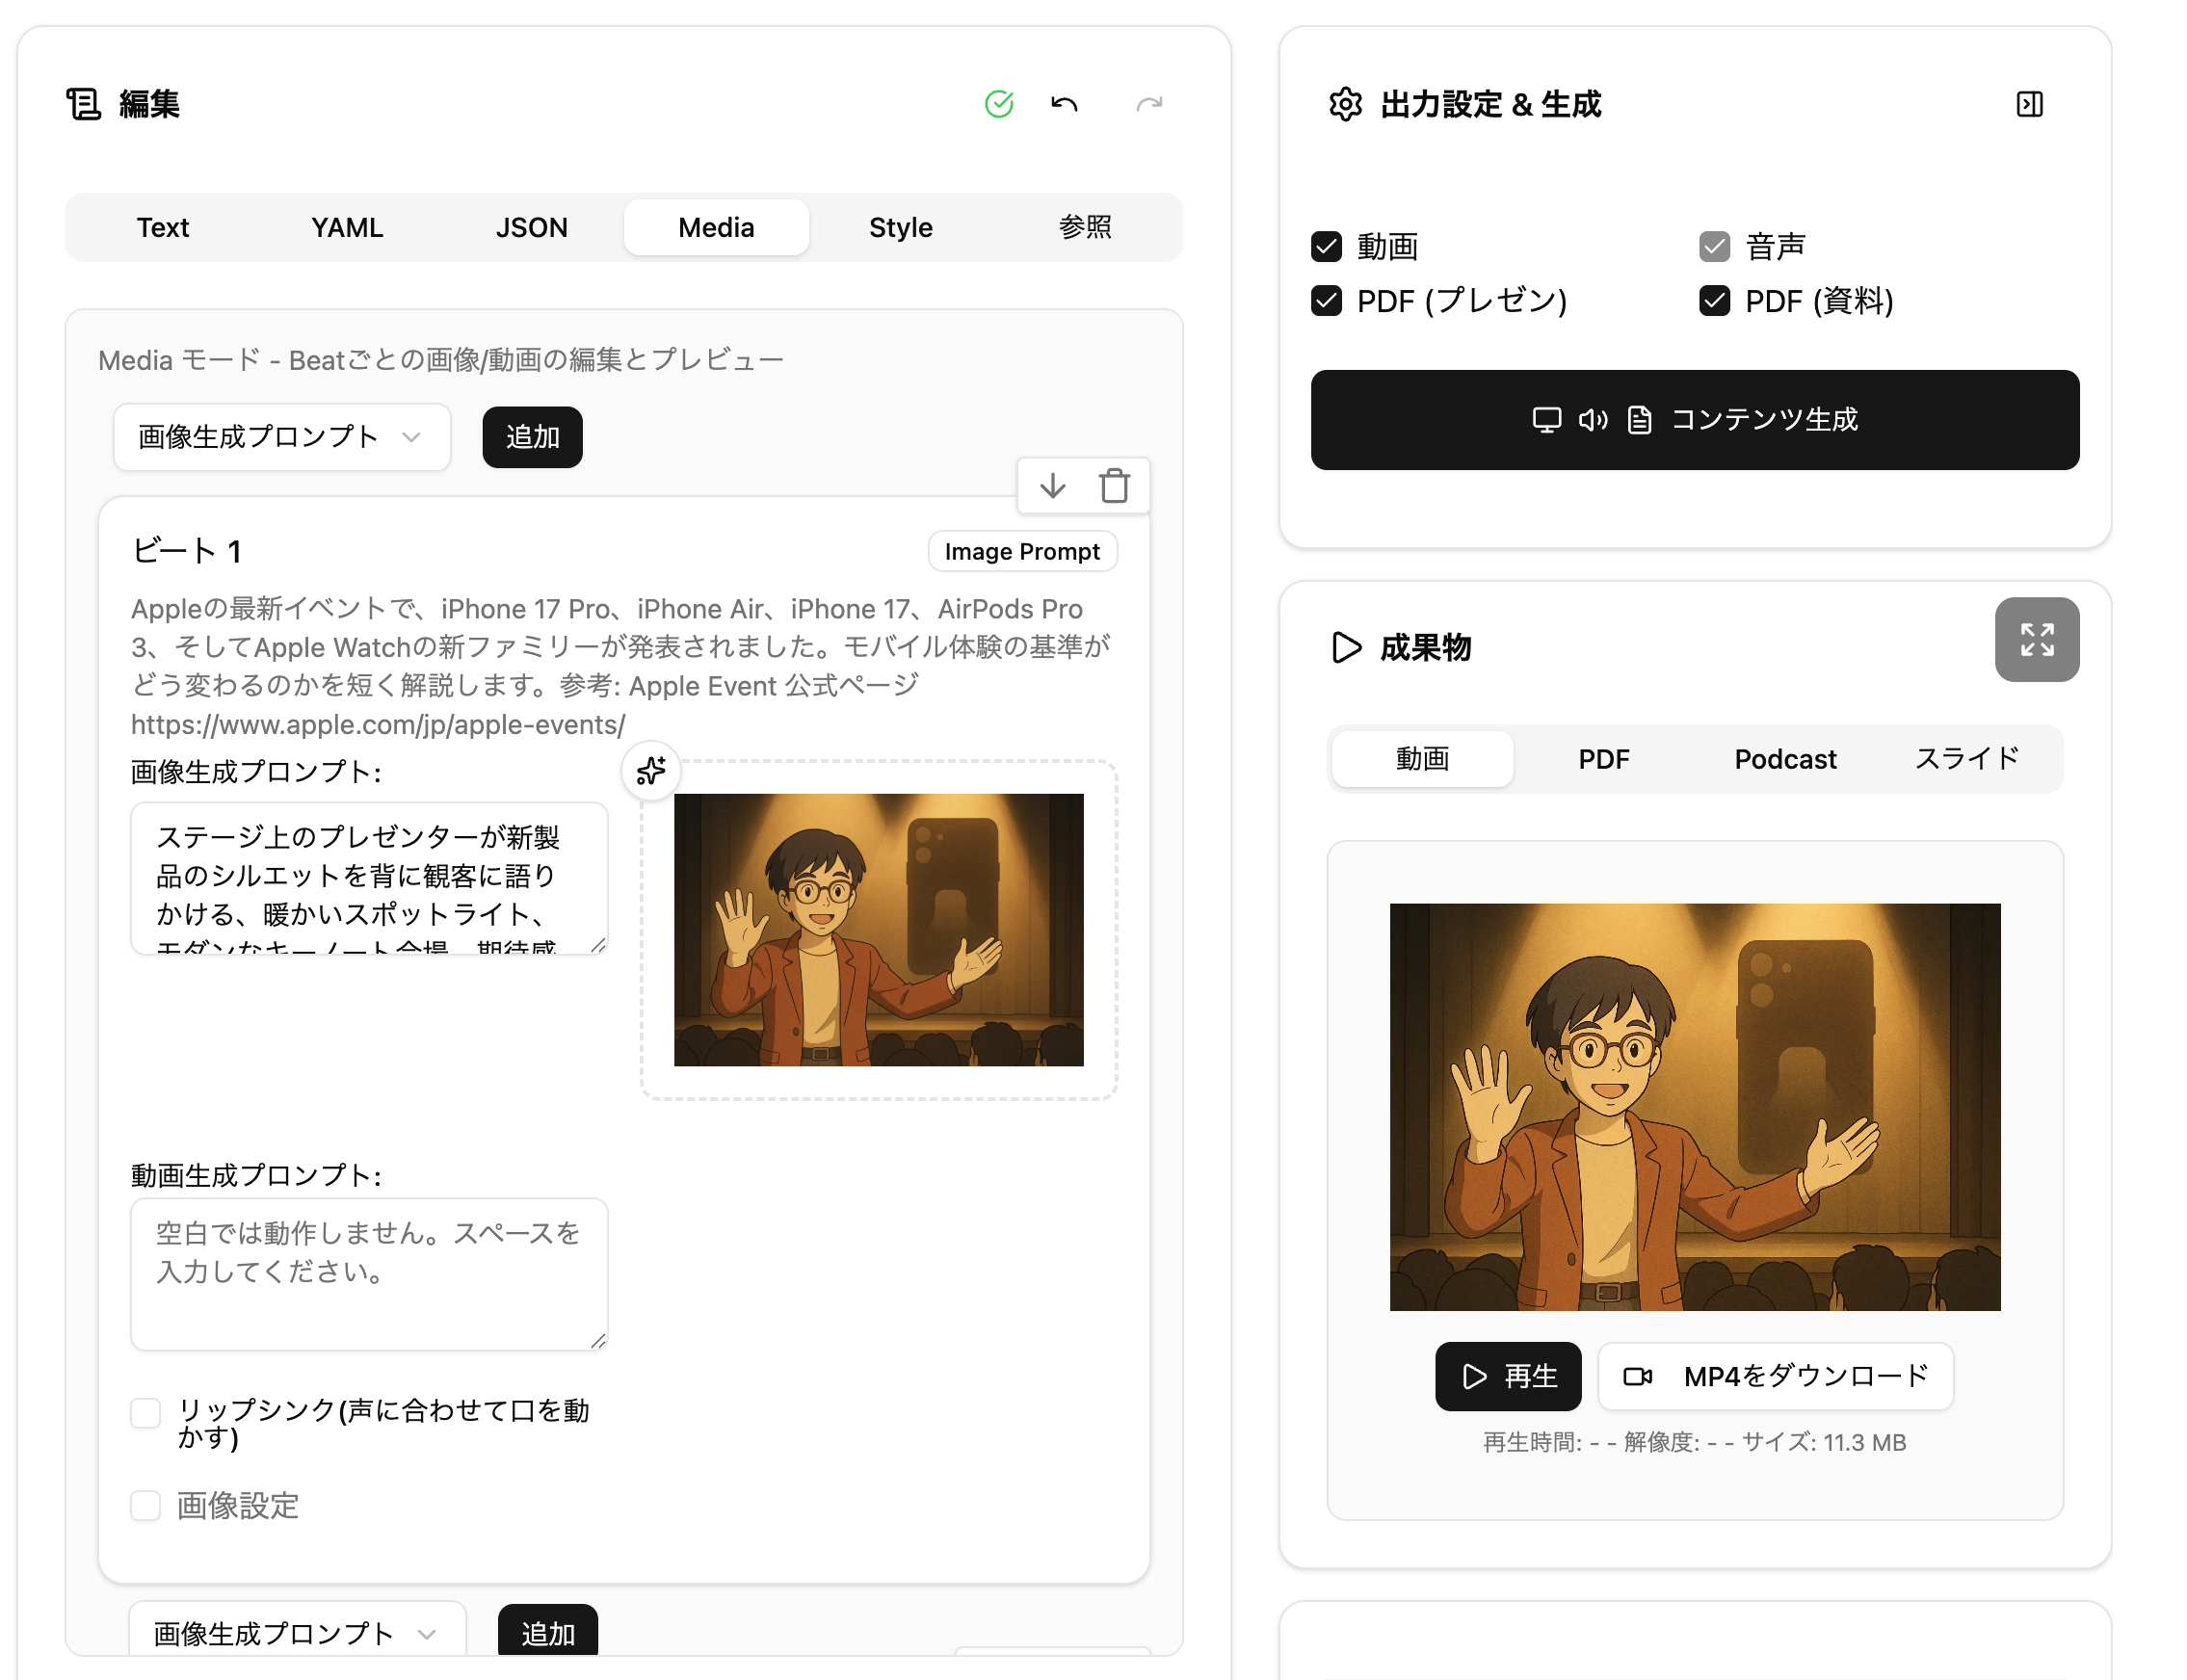 編集
Text
YAML
JSON
Media
Style
参照
Media モード - Beatごとの画像/動画の編集とプレビュー
画像生成プロンプト
追加
ビート 1
Image Prompt
Appleの最新イベントで、iPhone 17 Pro、iPhone Air、iPhone 17、AirPods Pro
3、そしてApple Watchの新ファミリーが発表されました。モバイル体験の基準が
どう変わるのかを短く解説します。参考: Apple Event 公式ページ
https://www.apple.com/jp/apple-events/
画像生成プロンプト:
ステージ上のプレゼンターが新製
品のシルエットを背に観客に語り
かける、暖かいスポットライト、
モダンなキーノート会場、期待感
動画生成プロンプト:
空白では動作しません。スペースを
入力してください。
リップシンク(声に合わせて口を動
かす)
画像設定
画像生成プロンプト
追加
出力設定 & 生成
動画
音声
PDF (プレゼン)
PDF (資料)
コンテンツ生成
成果物
動画
PDF
Podcast
スライド
再生
MP4をダウンロード
再生時間: - - 解像度: - - サイズ: 11.3 MB